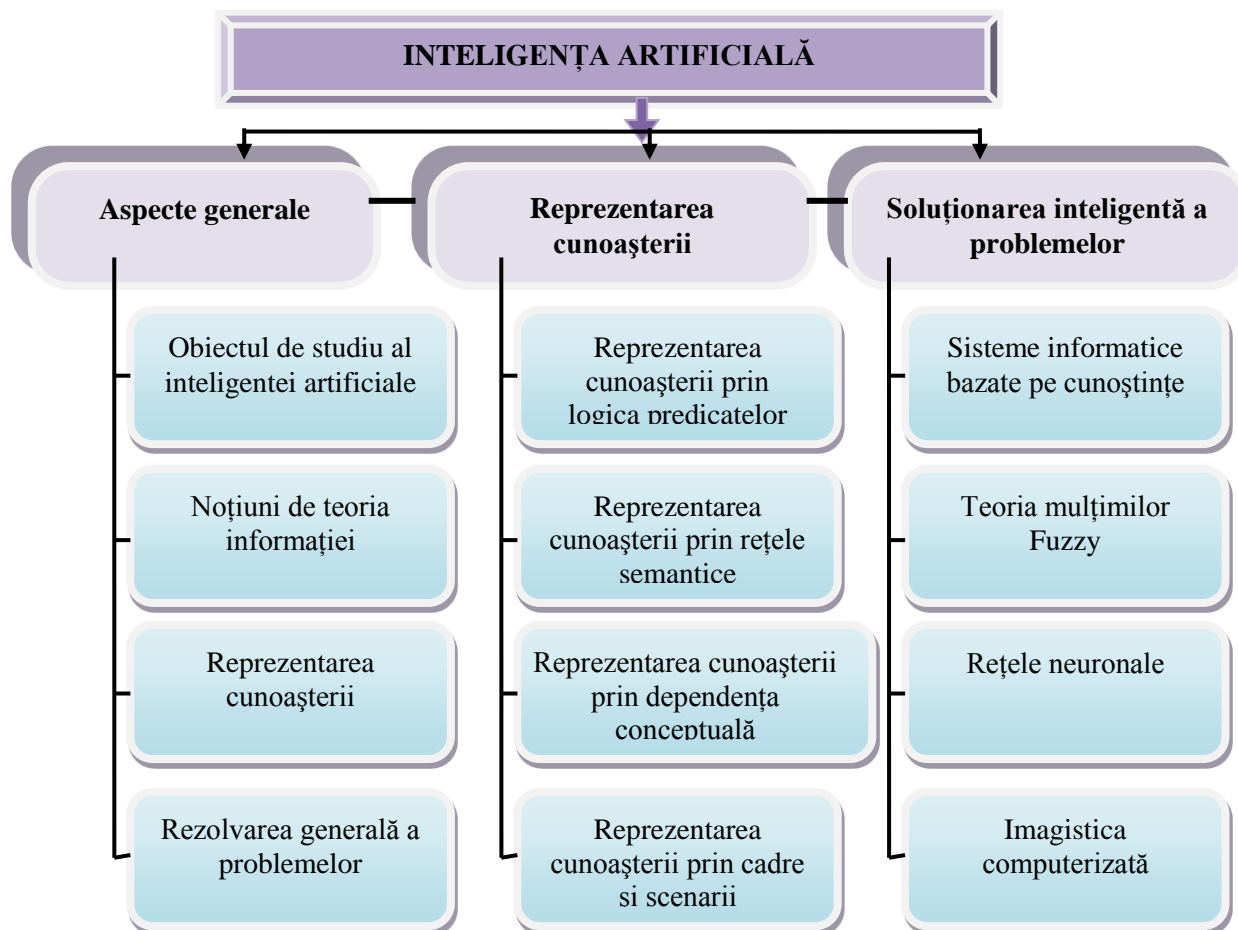 INTELIGENȚA ARTIFICIALĂ
Aspecte generale
Obiectul de studiu al
inteligentei artificiale
Noțiuni de teoria
informației
Reprezentarea
cunoaşterii
Rezolvarea generală a
problemelor
Reprezentarea
cunoaşterii
Reprezentarea
cunoaşterii prin
logica predicatelor
Reprezentarea
cunoaşterii prin rețele
semantice
Reprezentarea cunoaşterii
prin dependența
conceptuală
Reprezentarea
cunoaşterii prin cadre
si scenarii
Soluționarea inteligentă a
problemelor
Sisteme informatice
bazate pe cunoştințe
Teoria mulțimilor
Fuzzy
Rețele neuronale
Imagistica
computerizată